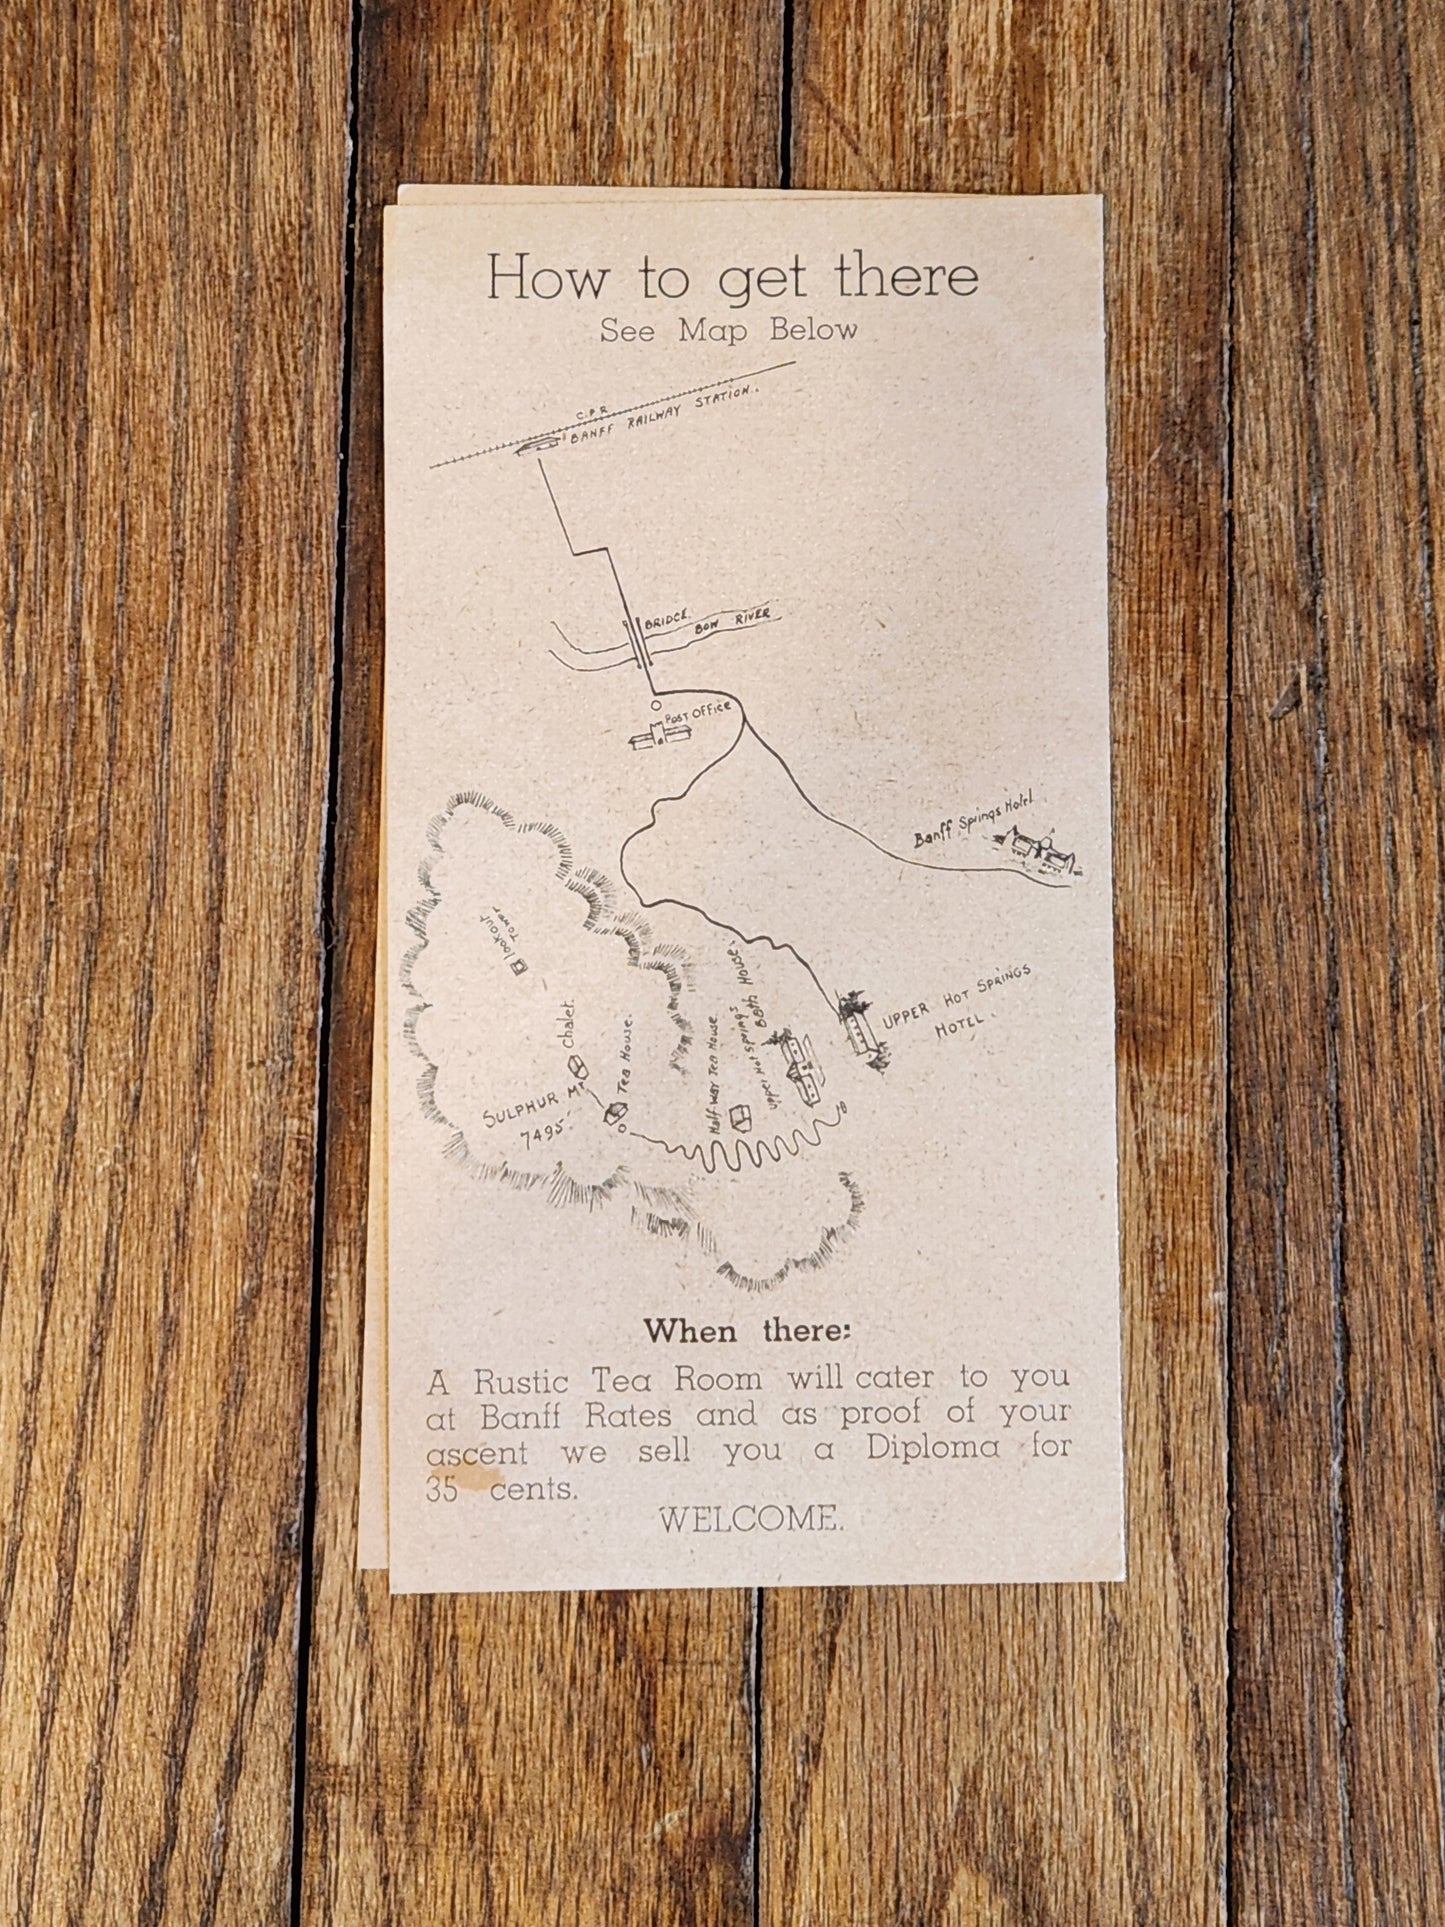 How to get there
See Map Below
C.P.R.
BANFF RAILWAY STATION.
BRIDGE.
BOW RIVER
POST OFFICE
Banff Springs Hotel
lookout
Tower
UPPER HOT SPRINGS
HOTEL.
Chalet.
Tea House.
Half way Tea House.
Upper Hot Springs
Bath House.
SULPHUR Mt
7495.
When there:
A Rustic Tea Room will cater to you
at Banff Rates and as proof of your
ascent we sell you a Diploma for
35 cents.
WELCOME.